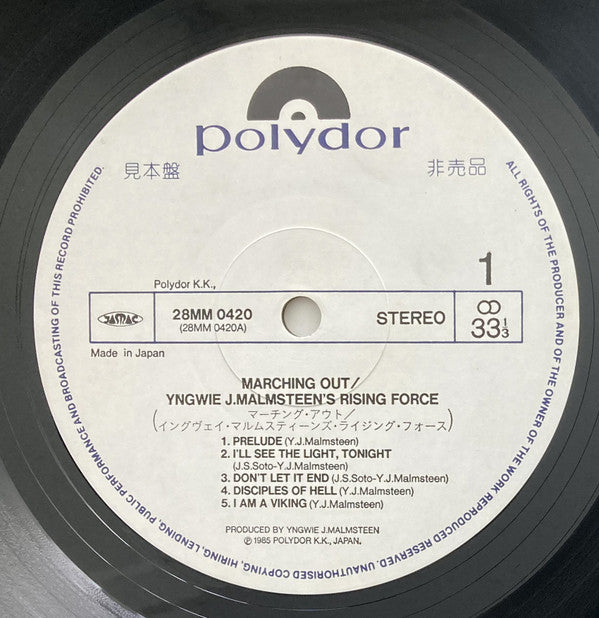 polydor
見本盤
非売品
1
Polydor K.K.,
JASRAC
28MM 0420
(28MM 0420A)
STEREO
33⅓
Made in Japan
MARCHING OUT/
YNGWIE J.MALMSTEEN'S RISING FORCE
(マーチング・アウト/
イングヴェイ・マルムスティーンズ・ライジング・フォース)
1. PRELUDE (Y.J.Malmsteen)
2. I'LL SEE THE LIGHT, TONIGHT
(J.S.Soto-Y.J.Malmsteen)
3. DON'T LET IT END (J.S.Soto-Y.J.Malmsteen)
4. DISCIPLES OF HELL (Y.J.Malmsteen)
5. I AM A VIKING (Y.J.Malmsteen)
PRODUCED BY YNGWIE J.MALMSTEEN
℗ 1985 POLYDOR K.K., JAPAN.
ALL RIGHTS OF THE PRODUCER AND OF THE OWNER OF THE WORK REPRODUCED RESERVED. UNAUTHORISED COPYING, HIRING, LENDING, PUBLIC PERFORMANCE AND BROADCASTING OF THIS RECORD PROHIBITED.